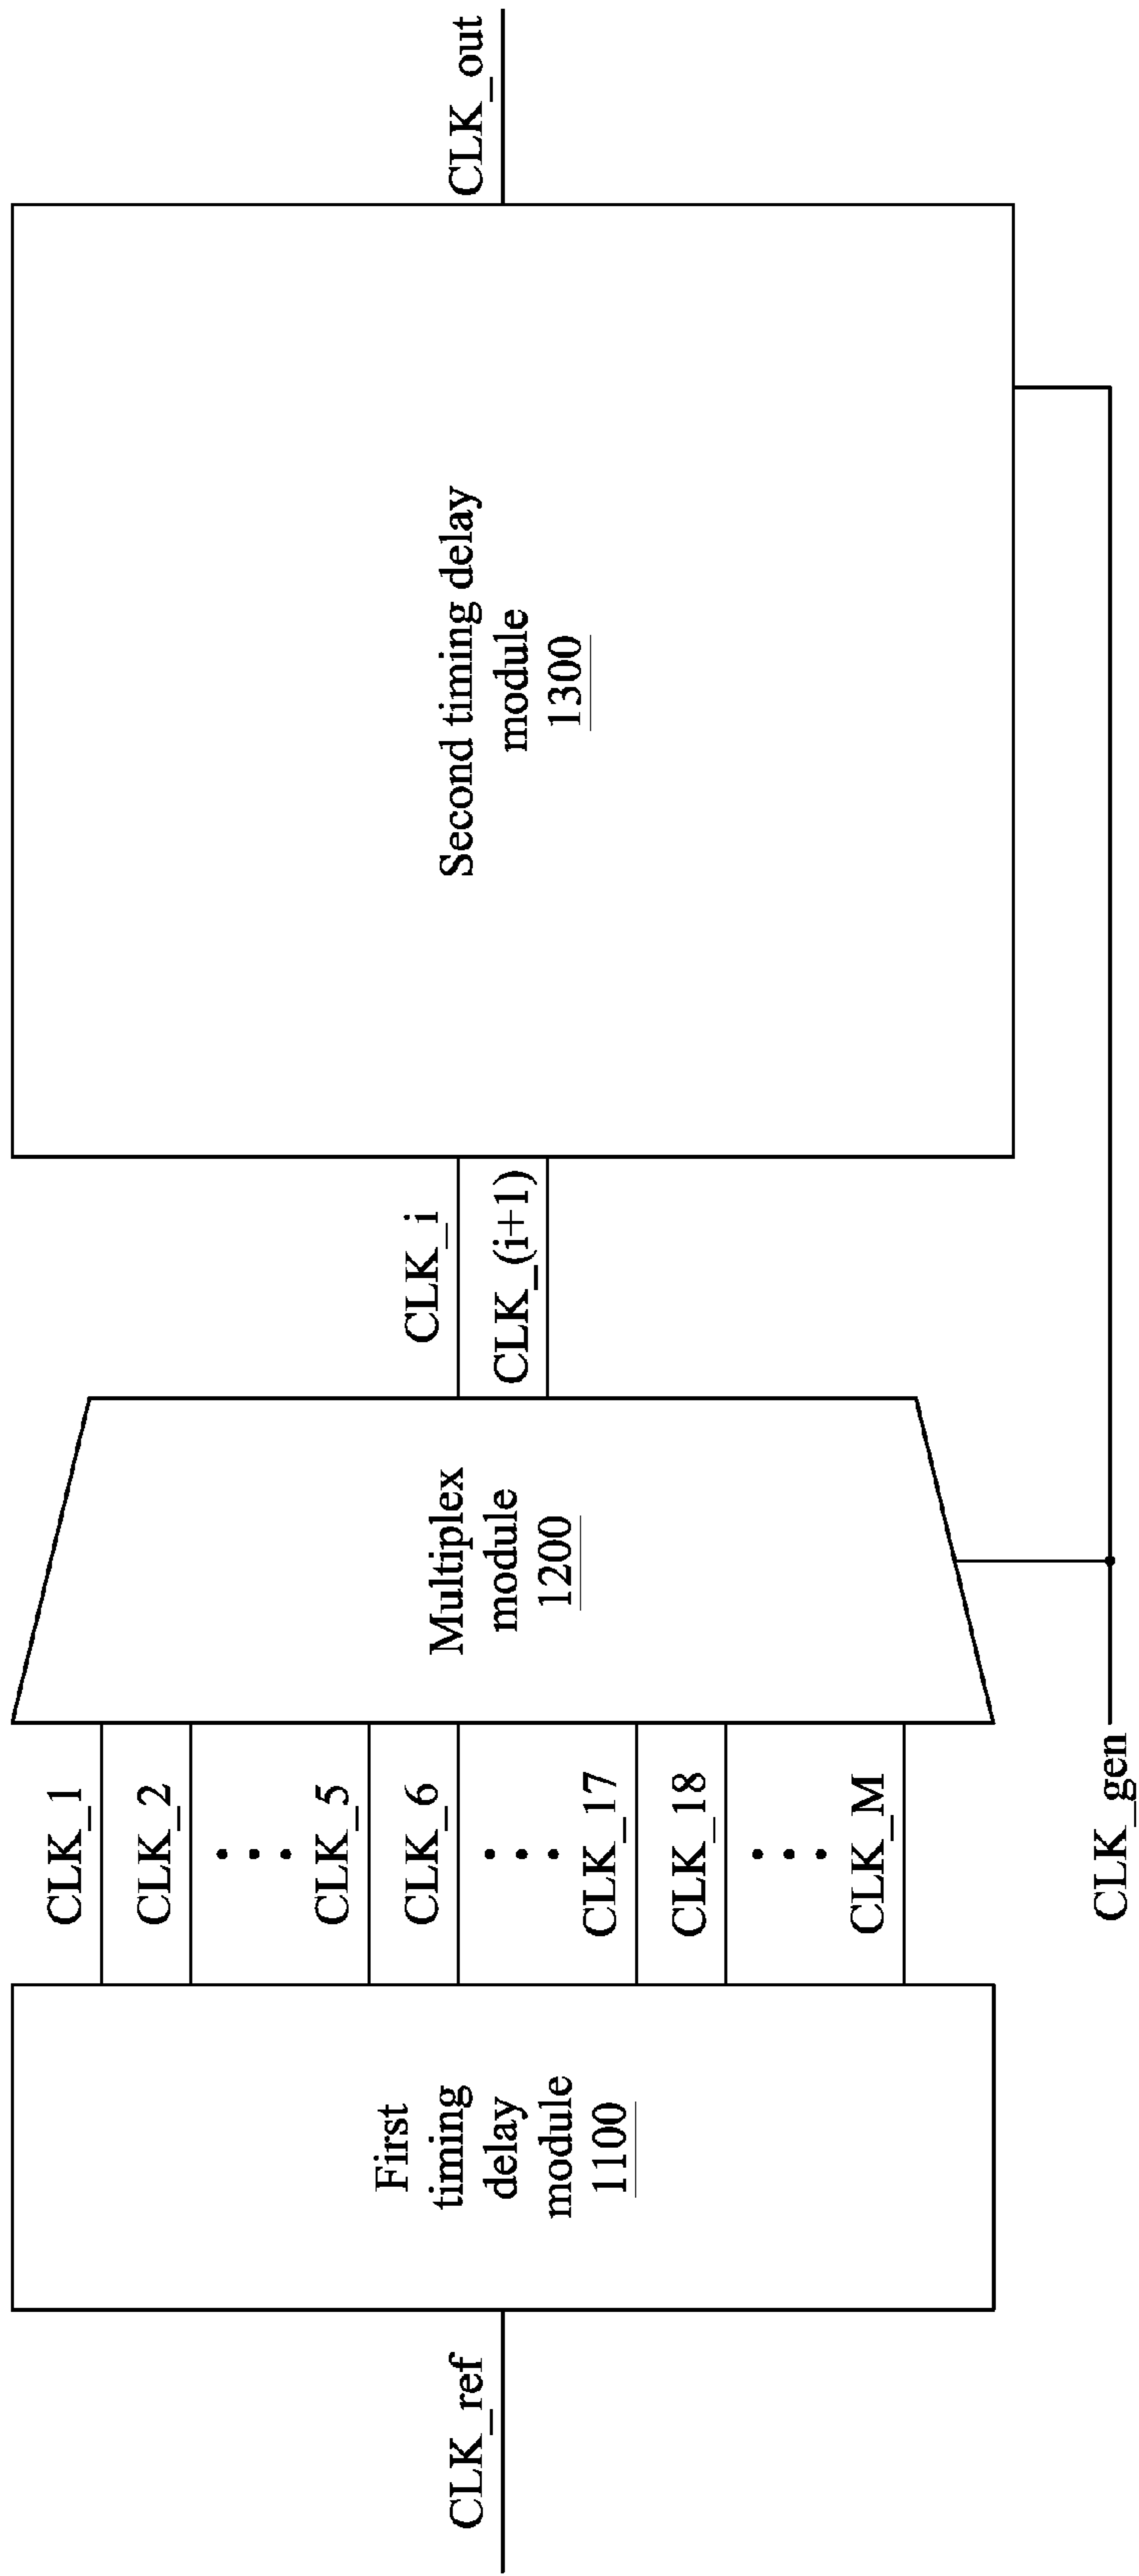 CLK_ref
First
timing
delay
module
1100
CLK_1
CLK_2
CLK_5
CLK_6
CLK_17
CLK_18
CLK_M
Multiplex
module
1200
CLK_i
CLK_(i+1)
Second timing delay
module
1300
CLK_out
CLK_gen